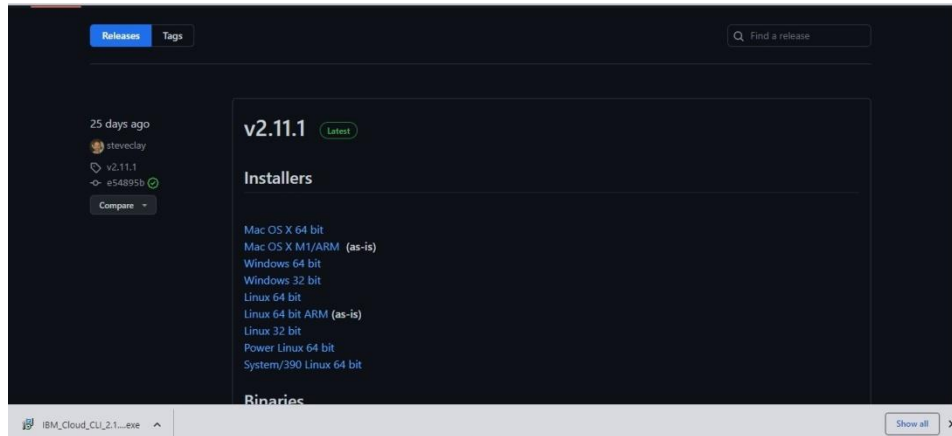 Releases Tags
Find a release
25 days ago
steveclay
v2.11.1
e54895b
Compare
v2.11.1 Latest
Installers
Mac OS X 64 bit
Mac OS X M1/ARM (as-is)
Windows 64 bit
Windows 32 bit
Linux 64 bit
Linux 64 bit ARM (as-is)
Linux 32 bit
Power Linux 64 bit
System/390 Linux 64 bit
Binaries
IBM_Cloud_CLI_2.1....exe
Show all